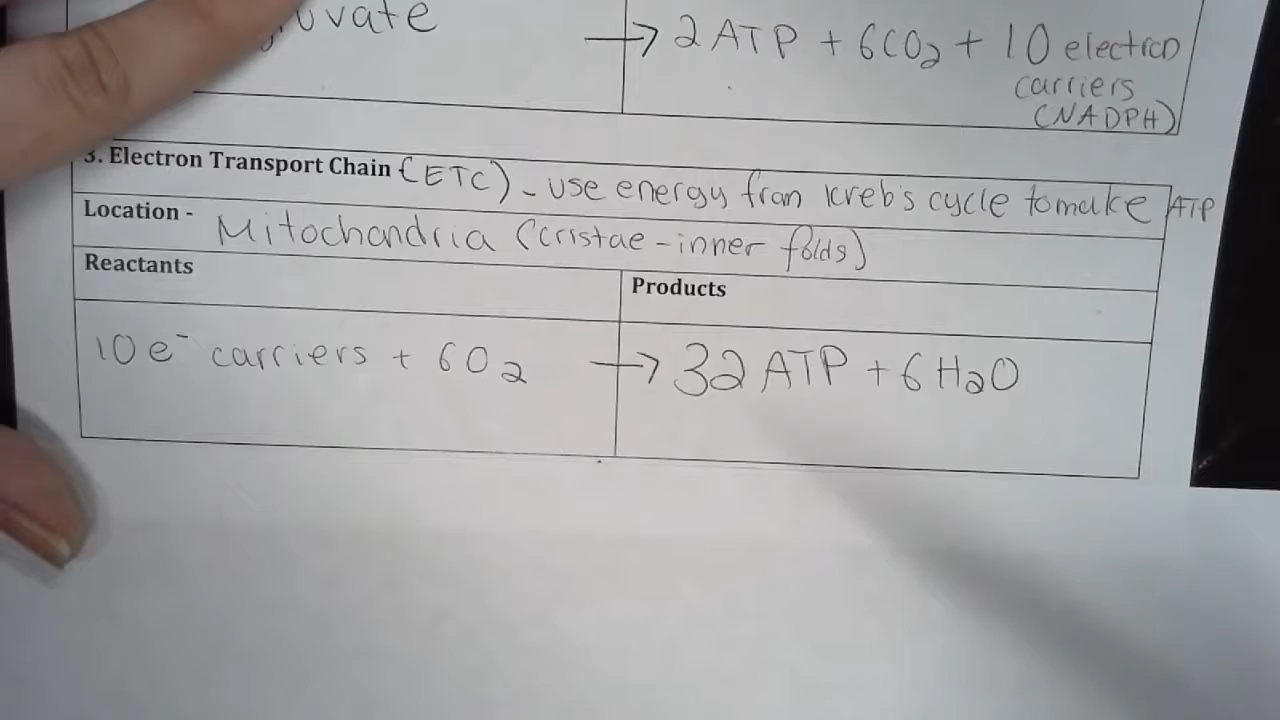 → 2 ATP + 6CO₂ + 10 electron
carriers
(NADPH)
3. Electron Transport Chain (ETC) - use energy from kreb's cycle to make ATP
Location - Mitochondria (cristae - inner folds)
Reactants Products
10 e⁻ carriers + 6O₂ → 32 ATP + 6H₂O